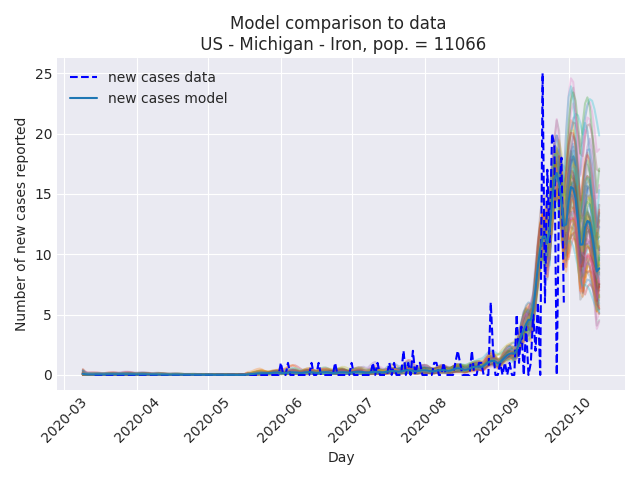 Model comparison to data
US - Michigan - Iron, pop. = 11066
new cases data
new cases model
Number of new cases reported
25
20
15
10
5
0
2020-03
2020-04
2020-05
2020-06
2020-07
2020-08
2020-09
2020-10
Day